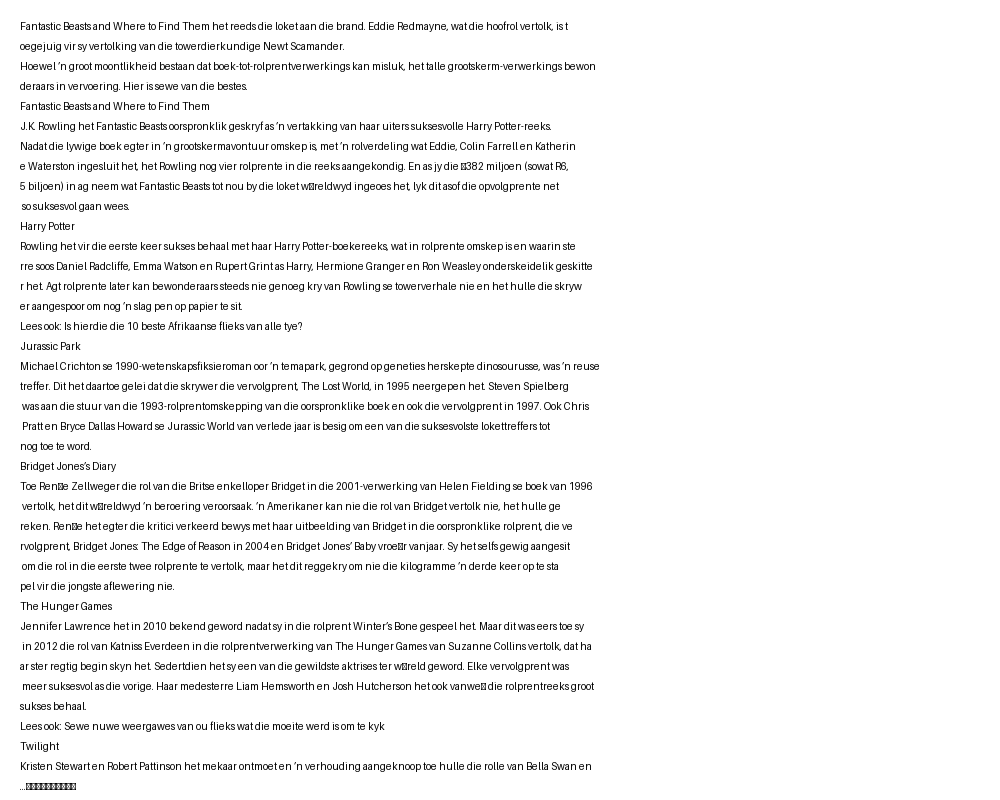 Fantastic Beasts and Where to Find Them het reeds die loket aan die brand. Eddie Redmayne, wat die hoofrol vertolk, is t
oegejuig vir sy vertolking van die towerdierkundige Newt Scamander.
Hoewel ’n groot moontlikheid bestaan dat boek-tot-rolprentverwerkings kan misluk, het talle grootskerm-verwerkings bewon
deraars in vervoering. Hier is sewe van die bestes.
Fantastic Beasts and Where to Find Them
J.K. Rowling het Fantastic Beasts oorspronklik geskryf as ’n vertakking van haar uiters suksesvolle Harry Potter-reeks.
Nadat die lywige boek egter in ’n grootskermavontuur omskep is, met ’n rolverdeling wat Eddie, Colin Farrell en Katherin
e Waterston ingesluit het, het Rowling nog vier rolprente in die reeks aangekondig. En as jy die □382 miljoen (sowat R6,
5 biljoen) in ag neem wat Fantastic Beasts tot nou by die loket w□reldwyd ingeoes het, lyk dit asof die opvolgprente net
so suksesvol gaan wees.
Harry Potter
Rowling het vir die eerste keer sukses behaal met haar Harry Potter-boekereeks, wat in rolprente omskep is en waarin ste
rre soos Daniel Radcliffe, Emma Watson en Rupert Grint as Harry, Hermione Granger en Ron Weasley onderskeidelik geskitte
r het. Agt rolprente later kan bewonderaars steeds nie genoeg kry van Rowling se towerverhale nie en het hulle die skryw
er aangespoor om nog ’n slag pen op papier te sit.
Lees ook: Is hierdie die 10 beste Afrikaanse flieks van alle tye?
Jurassic Park
Michael Crichton se 1990-wetenskapsfiksieroman oor ’n temapark, gegrond op geneties herskepte dinosourusse, was ’n reuse
treffer. Dit het daartoe gelei dat die skrywer die vervolgprent, The Lost World, in 1995 neergepen het. Steven Spielberg
was aan die stuur van die 1993-rolprentomskepping van die oorspronklike boek en ook die vervolgprent in 1997. Ook Chris
Pratt en Bryce Dallas Howard se Jurassic World van verlede jaar is besig om een van die suksesvolste lokettreffers tot
nog toe te word.
Bridget Jones’s Diary
Toe Ren□e Zellweger die rol van die Britse enkelloper Bridget in die 2001-verwerking van Helen Fielding se boek van 1996
vertolk, het dit w□reldwyd ’n beroering veroorsaak. ’n Amerikaner kan nie die rol van Bridget vertolk nie, het hulle ge
reken. Ren□e het egter die kritici verkeerd bewys met haar uitbeelding van Bridget in die oorspronklike rolprent, die ve
rvolgprent, Bridget Jones: The Edge of Reason in 2004 en Bridget Jones’ Baby vroe□r vanjaar. Sy het selfs gewig aangesit
om die rol in die eerste twee rolprente te vertolk, maar het dit reggekry om nie die kilogramme ’n derde keer op te sta
pel vir die jongste aflewering nie.
The Hunger Games
Jennifer Lawrence het in 2010 bekend geword nadat sy in die rolprent Winter’s Bone gespeel het. Maar dit was eers toe sy
in 2012 die rol van Katniss Everdeen in die rolprentverwerking van The Hunger Games van Suzanne Collins vertolk, dat ha
ar ster regtig begin skyn het. Sedertdien het sy een van die gewildste aktrises ter w□reld geword. Elke vervolgprent was
meer suksesvol as die vorige. Haar medesterre Liam Hemsworth en Josh Hutcherson het ook vanwe□ die rolprentreeks groot
sukses behaal.
Lees ook: Sewe nuwe weergawes van ou flieks wat die moeite werd is om te kyk
Twilight
Kristen Stewart en Robert Pattinson het mekaar ontmoet en ’n verhouding aangeknoop toe hulle die rolle van Bella Swan en
...